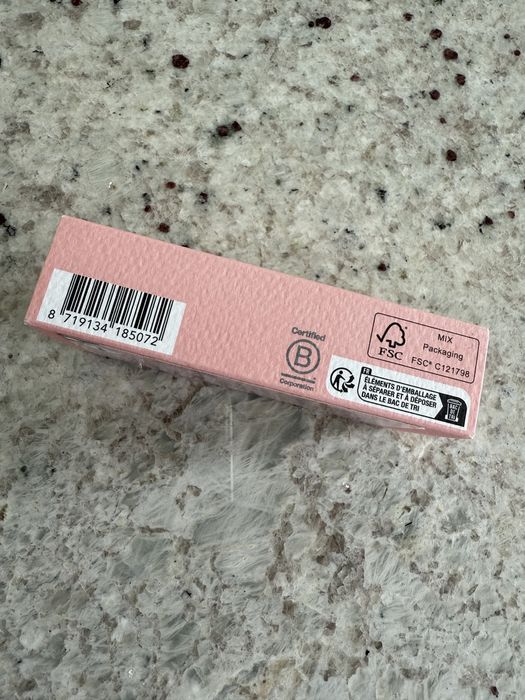 8 719134 185072
Certified
B
Corporation
MIX
Packaging
FSC® C121798
FSC
FR
ÉLÉMENTS D'EMBALLAGE
À SÉPARER ET À DÉPOSER
DANS LE BAC DE TRI